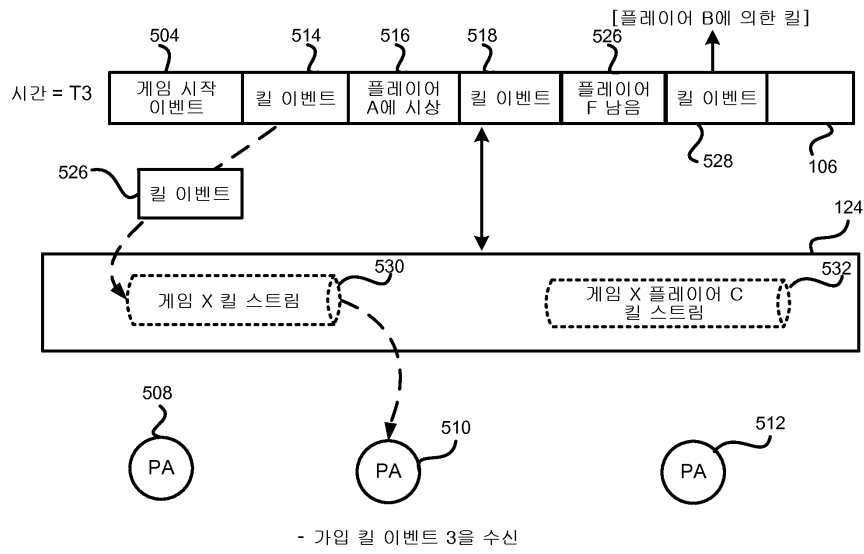 [플레이어 B에 의한 킬]
504
514
516
518
526
시간 = T3
게임 시작
이벤트
킬 이벤트
플레이어
A에 시상
킬 이벤트
플레이어
F 남음
킬 이벤트
528
106
526
킬 이벤트
124
530
게임 X 킬 스트림
532
게임 X 플레이어 C
킬 스트림
508
PA
510
PA
512
PA
- 가입 킬 이벤트 3을 수신